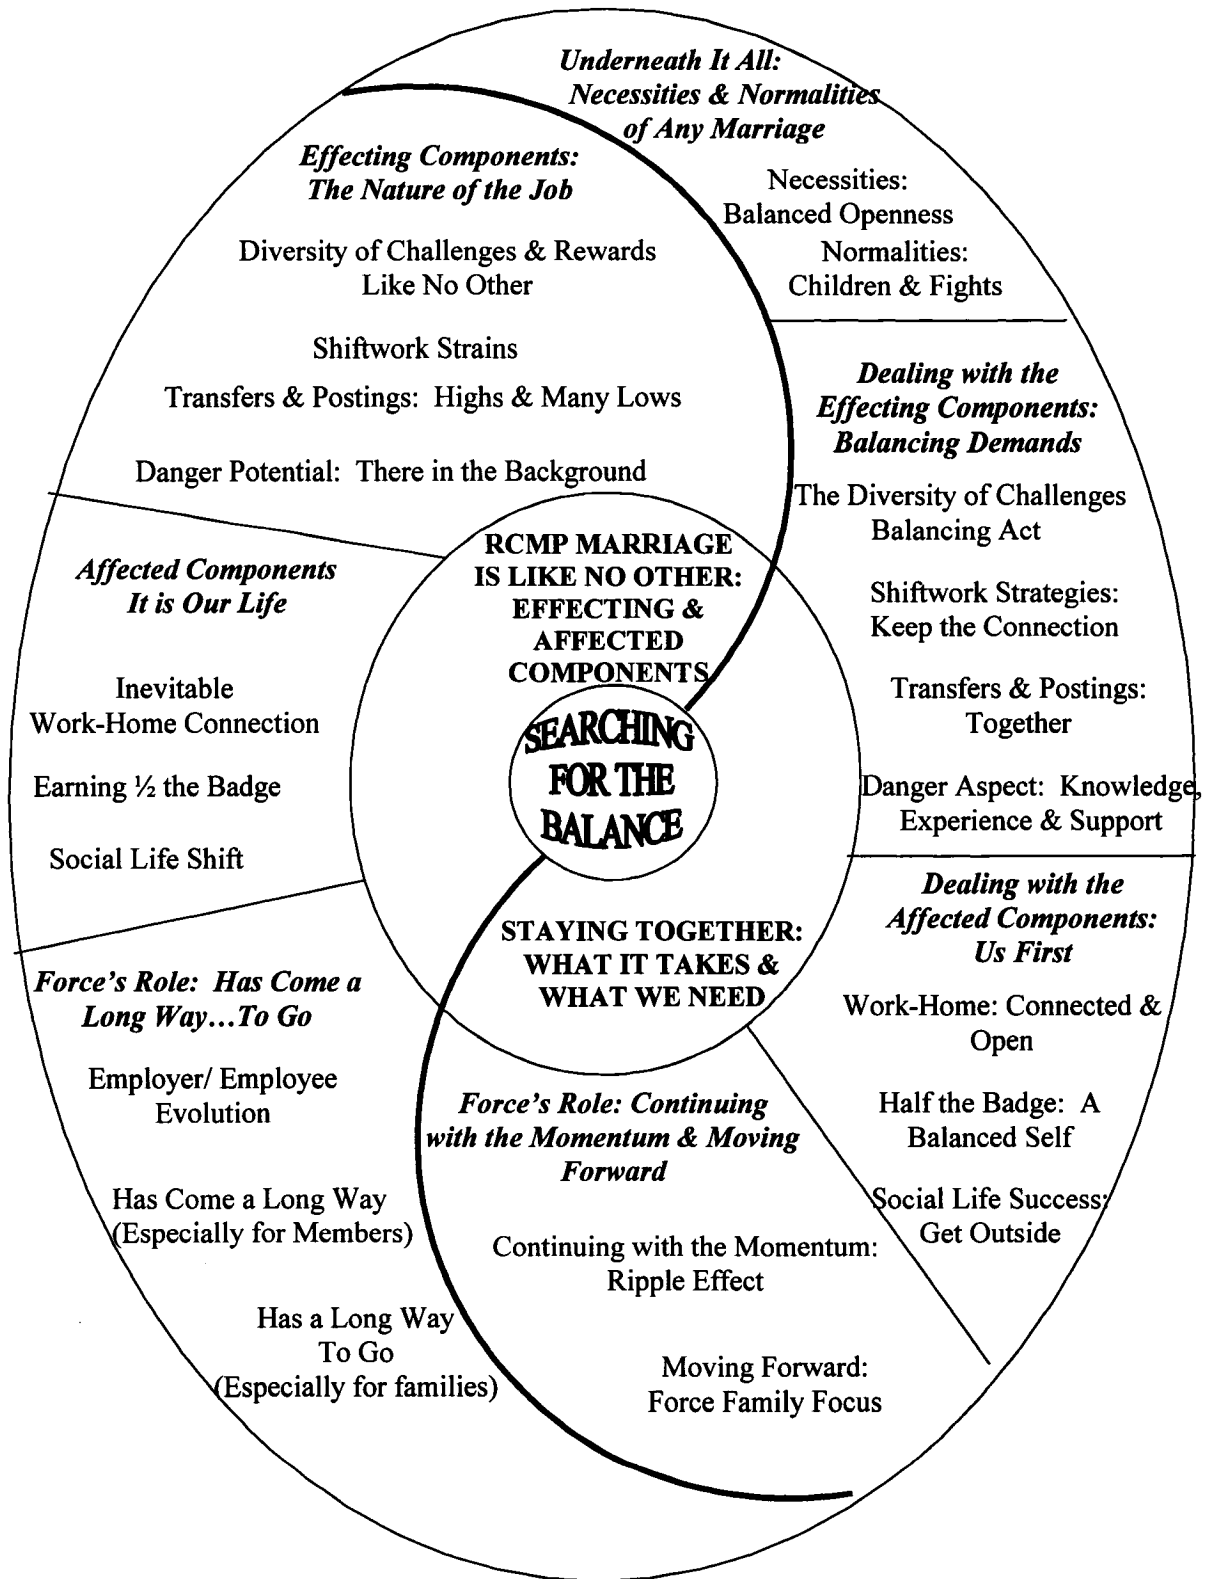 Underneath It All:
Necessities & Normalities
of Any Marriage
Necessities:
Balanced Openness
Normalities:
Children & Fights
Effecting Components:
The Nature of the Job
Diversity of Challenges & Rewards
Like No Other
Shiftwork Strains
Transfers & Postings: Highs & Many Lows
Danger Potential: There in the Background
Dealing with the
Effecting Components:
Balancing Demands
The Diversity of Challenges
Balancing Act
Shiftwork Strategies:
Keep the Connection
Transfers & Postings:
Together
Danger Aspect: Knowledge,
Experience & Support
RCMP MARRIAGE
IS LIKE NO OTHER:
EFFECTING &
AFFECTED
COMPONENTS
SEARCHING
FOR THE
BALANCE
STAYING TOGETHER:
WHAT IT TAKES &
WHAT WE NEED
Affected Components
It is Our Life
Inevitable
Work-Home Connection
Earning ½ the Badge
Social Life Shift
Dealing with the
Affected Components:
Us First
Work-Home: Connected &
Open
Half the Badge: A
Balanced Self
Social Life Success:
Get Outside
Force's Role: Has Come a
Long Way...To Go
Employer/ Employee
Evolution
Has Come a Long Way
(Especially for Members)
Has a Long Way
To Go
(Especially for families)
Force's Role: Continuing
with the Momentum & Moving
Forward
Continuing with the Momentum:
Ripple Effect
Moving Forward:
Force Family Focus